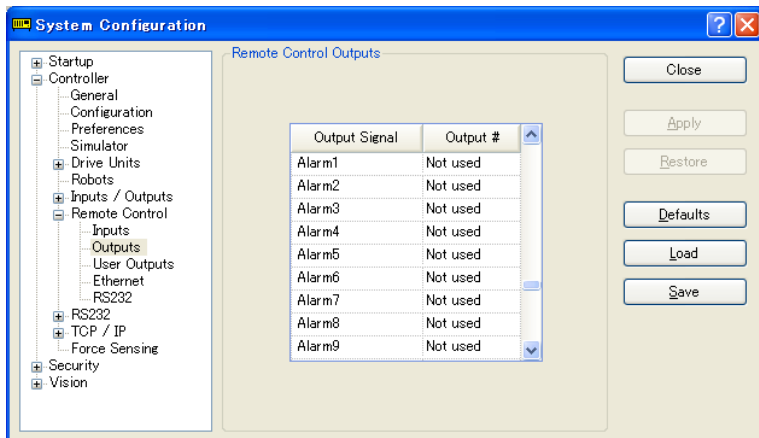 System Configuration
Startup
Controller
General
Configuration
Preferences
Simulator
Drive Units
Robots
Inputs / Outputs
Remote Control
Inputs
Outputs
User Outputs
Ethernet
RS232
RS232
TCP / IP
Force Sensing
Security
Vision
Remote Control Outputs
Output Signal Output #
Alarm1 Not used
Alarm2 Not used
Alarm3 Not used
Alarm4 Not used
Alarm5 Not used
Alarm6 Not used
Alarm7 Not used
Alarm8 Not used
Alarm9 Not used
Close
Apply
Restore
Defaults
Load
Save